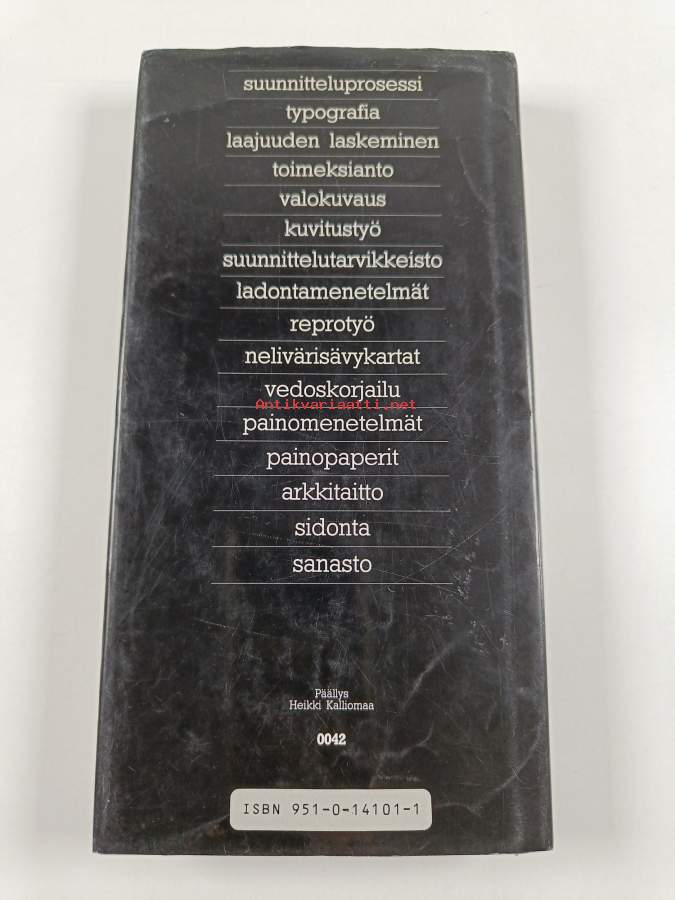 suunnitteluprosessi
typografia
laajuuden laskeminen
toimeksianto
valokuvaus
kuvitustyö
suunnittelutarvikkeisto
ladontamenetelmät
reprotyö
nelivärisävykartat
vedoskorjailu
Antikvariaatti.net
painomenetelmät
painopaperit
arkkitaitto
sidonta
sanasto
Päällys
Heikki Kalliomaa
0042
ISBN 951-0-14101-1